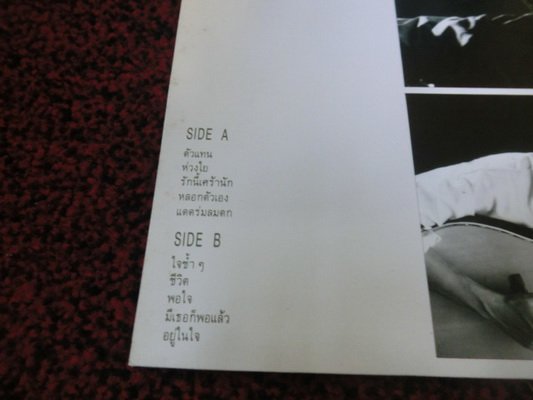 SIDE A
ตัวแทน
ห่วงใย
รักนี้เศร้านัก
หลอกตัวเอง
แดดร่มลมตก
SIDE B
ใจช้ำ ๆ
ชีวิต
พอใจ
มีเธอก็พอแล้ว
อยู่ในใจ